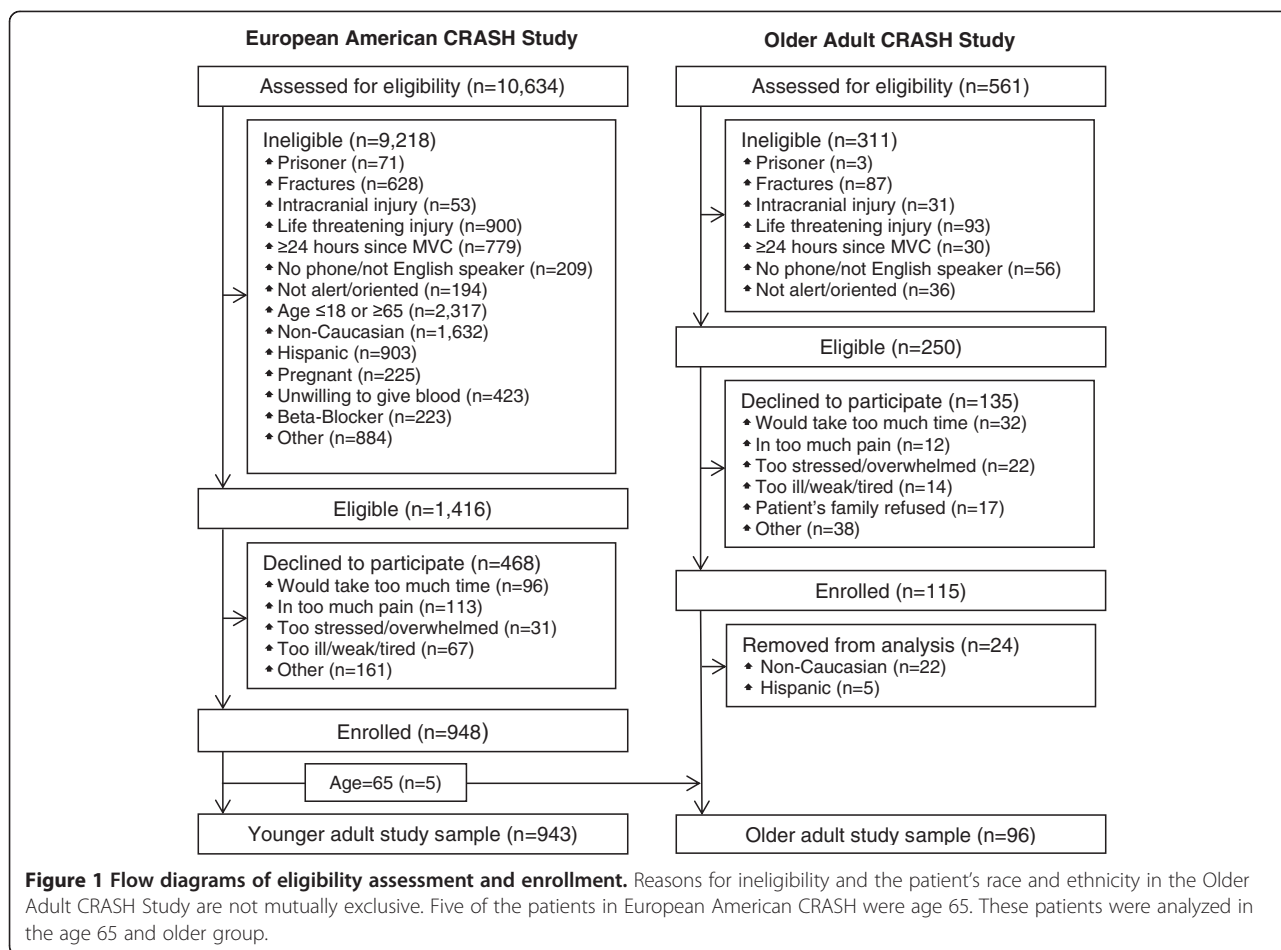 European American CRASH Study
Assessed for eligibility (n=10,634)
Ineligible (n=9,218)
Prisoner (n=71)
Fractures (n=628)
Intracranial injury (n=53)
Life threatening injury (n=900)
≥24 hours since MVC (n=779)
No phone/not English speaker (n=209)
Not alert/oriented (n=194)
Age ≤18 or ≥65 (n=2,317)
Non-Caucasian (n=1,632)
Hispanic (n=903)
Pregnant (n=225)
Unwilling to give blood (n=423)
Beta-Blocker (n=223)
Other (n=884)
Eligible (n=1,416)
Declined to participate (n=468)
Would take too much time (n=96)
In too much pain (n=113)
Too stressed/overwhelmed (n=31)
Too ill/weak/tired (n=67)
Other (n=161)
Enrolled (n=948)
Age=65 (n=5)
Younger adult study sample (n=943)
Older Adult CRASH Study
Assessed for eligibility (n=561)
Ineligible (n=311)
Prisoner (n=3)
Fractures (n=87)
Intracranial injury (n=31)
Life threatening injury (n=93)
≥24 hours since MVC (n=30)
No phone/not English speaker (n=56)
Not alert/oriented (n=36)
Eligible (n=250)
Declined to participate (n=135)
Would take too much time (n=32)
In too much pain (n=12)
Too stressed/overwhelmed (n=22)
Too ill/weak/tired (n=14)
Patient's family refused (n=17)
Other (n=38)
Enrolled (n=115)
Removed from analysis (n=24)
Non-Caucasian (n=22)
Hispanic (n=5)
Older adult study sample (n=96)
Figure 1 Flow diagrams of eligibility assessment and enrollment. Reasons for ineligibility and the patient's race and ethnicity in the Older
Adult CRASH Study are not mutually exclusive. Five of the patients in European American CRASH were age 65. These patients were analyzed in
the age 65 and older group.